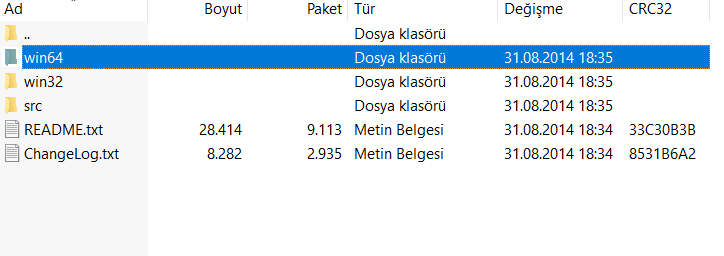 Ad Boyut Paket Tür Değişme CRC32
.. Dosya klasörü
win64 Dosya klasörü 31.08.2014 18:35
win32 Dosya klasörü 31.08.2014 18:35
src Dosya klasörü 31.08.2014 18:35
README.txt 28.414 9.113 Metin Belgesi 31.08.2014 18:34 33C30B3B
ChangeLog.txt 8.282 2.935 Metin Belgesi 31.08.2014 18:34 8531B6A2